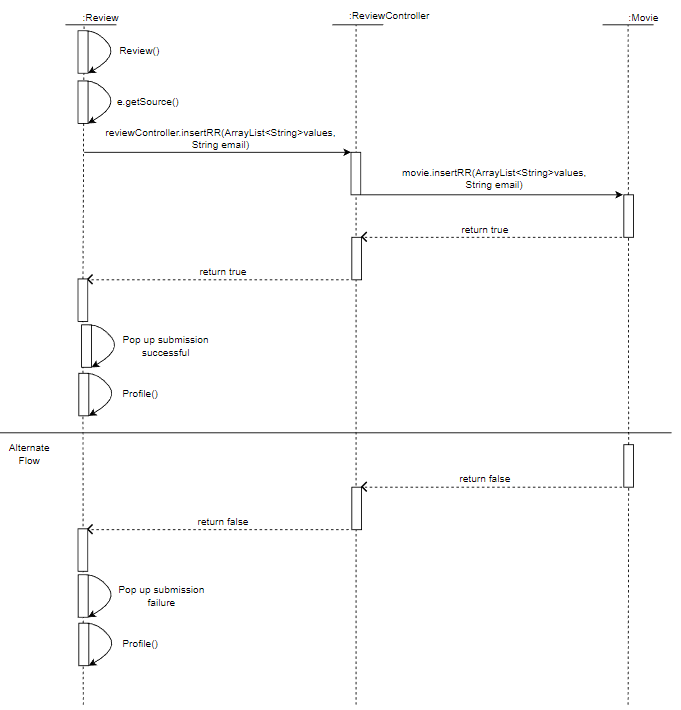 :Review
:ReviewController
:Movie
Review()
e.getSource()
reviewController.insertRR(ArrayList<String>values,
String email)
movie.insertRR(ArrayList<String>values,
String email)
return true
return true
Pop up submission
successful
Profile()
Alternate
Flow
return false
return false
Pop up submission
failure
Profile()